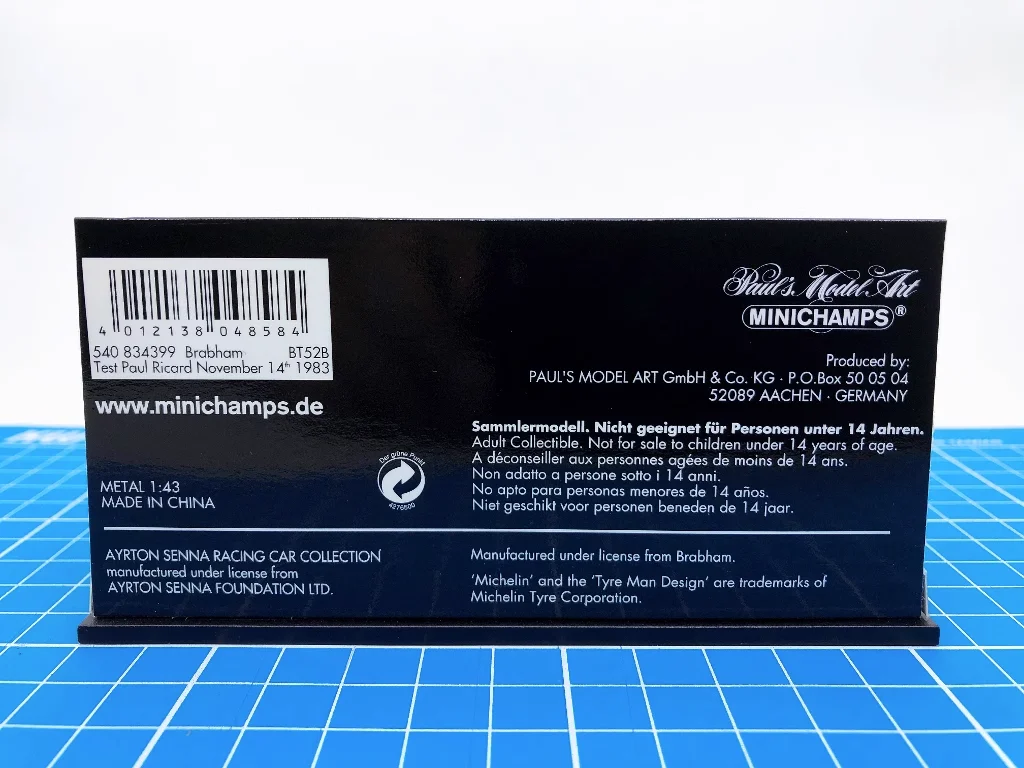 4 012138 048584
540 834399 Brabham BT52B
Test Paul Ricard November 14th 1983
www.minichamps.de
METAL 1:43
MADE IN CHINA
Der grüne Punkt
4276500
Paul's Model Art
MINICHAMPS®
Produced by:
PAUL'S MODEL ART GmbH & Co. KG · P.O.Box 50 05 04
52089 AACHEN · GERMANY
Sammlermodell. Nicht geeignet für Personen unter 14 Jahren.
Adult Collectible. Not for sale to children under 14 years of age.
A déconseiller aux personnes agées de moins de 14 ans.
Non adatto a persone sotto i 14 anni.
No apto para personas menores de 14 años.
Niet geschikt voor personen beneden de 14 jaar.
AYRTON SENNA RACING CAR COLLECTION
manufactured under license from
AYRTON SENNA FOUNDATION LTD.
Manufactured under license from Brabham.
'Michelin' and the 'Tyre Man Design' are trademarks of
Michelin Tyre Corporation.